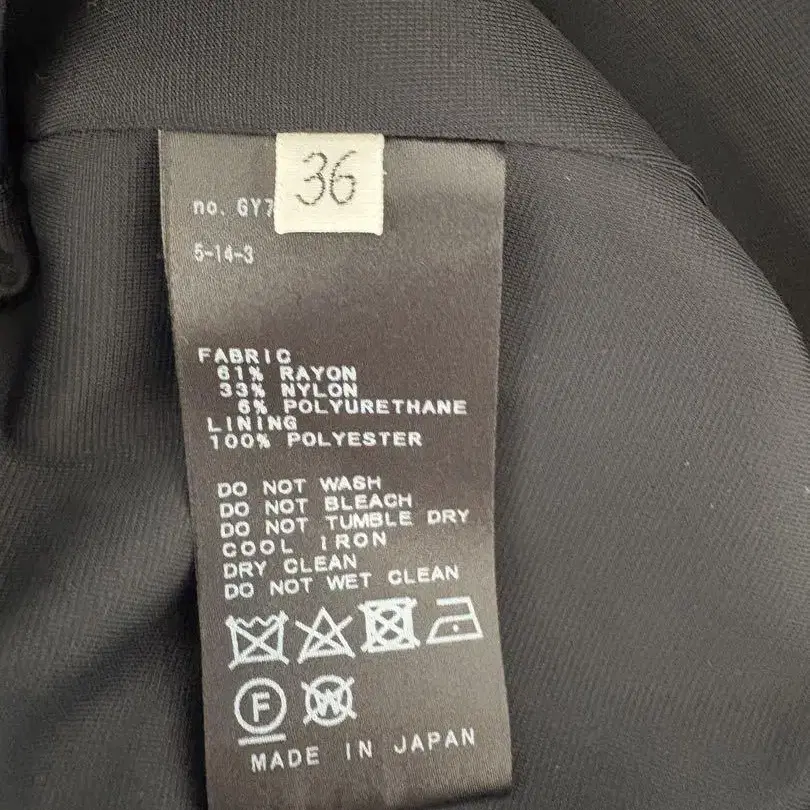 36
no. GY7
5-14-3
FABRIC
61% RAYON
33% NYLON
6% POLYURETHANE
LINING
100% POLYESTER
DO NOT WASH
DO NOT BLEACH
DO NOT TUMBLE DRY
COOL IRON
DRY CLEAN
DO NOT WET CLEAN
F W
MADE IN JAPAN